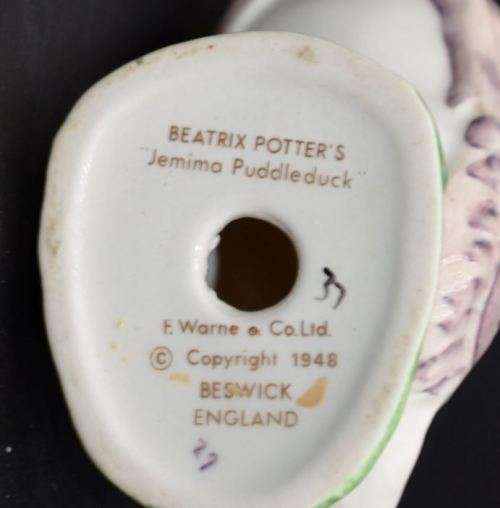 BEATRIX POTTER'S
"Jemima Puddleduck"
F. Warne & Co. Ltd.
© Copyright 1948
BESWICK
ENGLAND